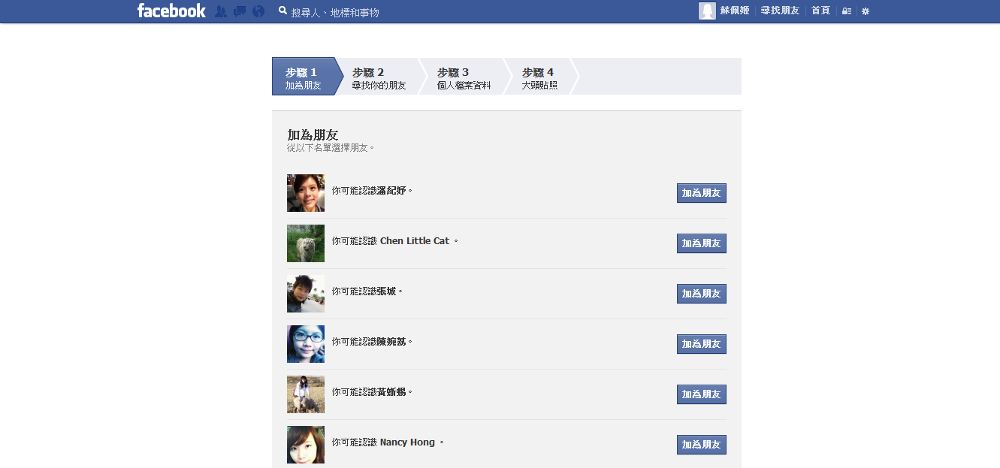 facebook
搜尋人、地標和事物
蘇佩姬 尋找朋友 首頁
步驟 1
加為朋友
步驟 2
尋找你的朋友
步驟 3
個人檔案資料
步驟 4
大頭貼照
加為朋友
從以下名單選擇朋友。
你可能認識潘紀妤。
加為朋友
你可能認識 Chen Little Cat 。
加為朋友
你可能認識張城。
加為朋友
你可能認識陳婉荔。
加為朋友
你可能認識黃蜥蜴。
加為朋友
你可能認識 Nancy Hong 。
加為朋友